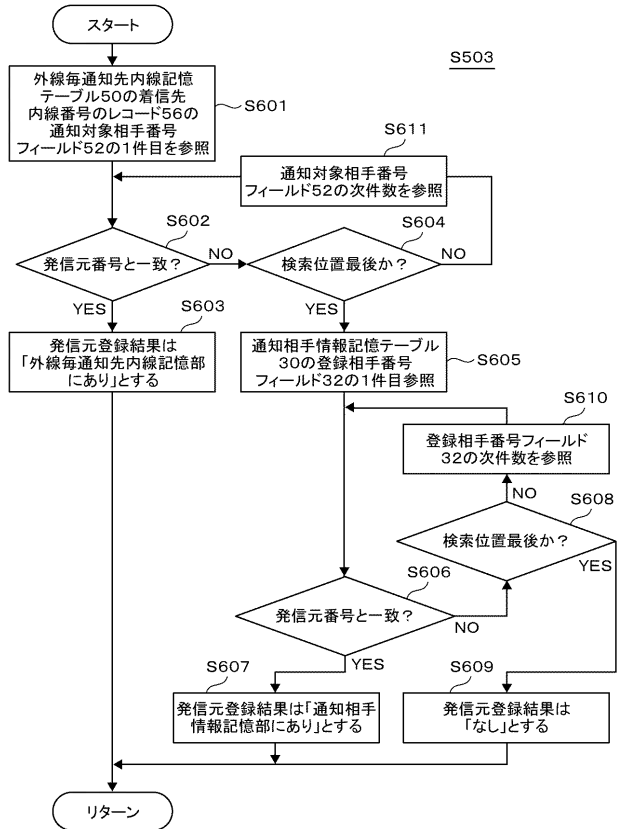 スタート
S503
外線毎通知先内線記憶
テーブル50の着信先
内線番号のレコード56の
通知対象相手番号
フィールド52の1件目を参照
S601
S611
通知対象相手番号
フィールド52の次件数を参照
S602
発信元番号と一致？
NO
YES
S604
検索位置最後か？
NO
YES
S603
発信元登録結果は
「外線毎通知先内線記憶部
にあり」とする
通知相手情報記憶テーブル
30の登録相手番号
フィールド32の1件目参照
S605
S610
登録相手番号フィールド
32の次件数を参照
NO
S608
検索位置最後か？
YES
S606
発信元番号と一致？
NO
YES
S607
発信元登録結果は「通知相手
情報記憶部にあり」とする
S609
発信元登録結果は
「なし」とする
リターン